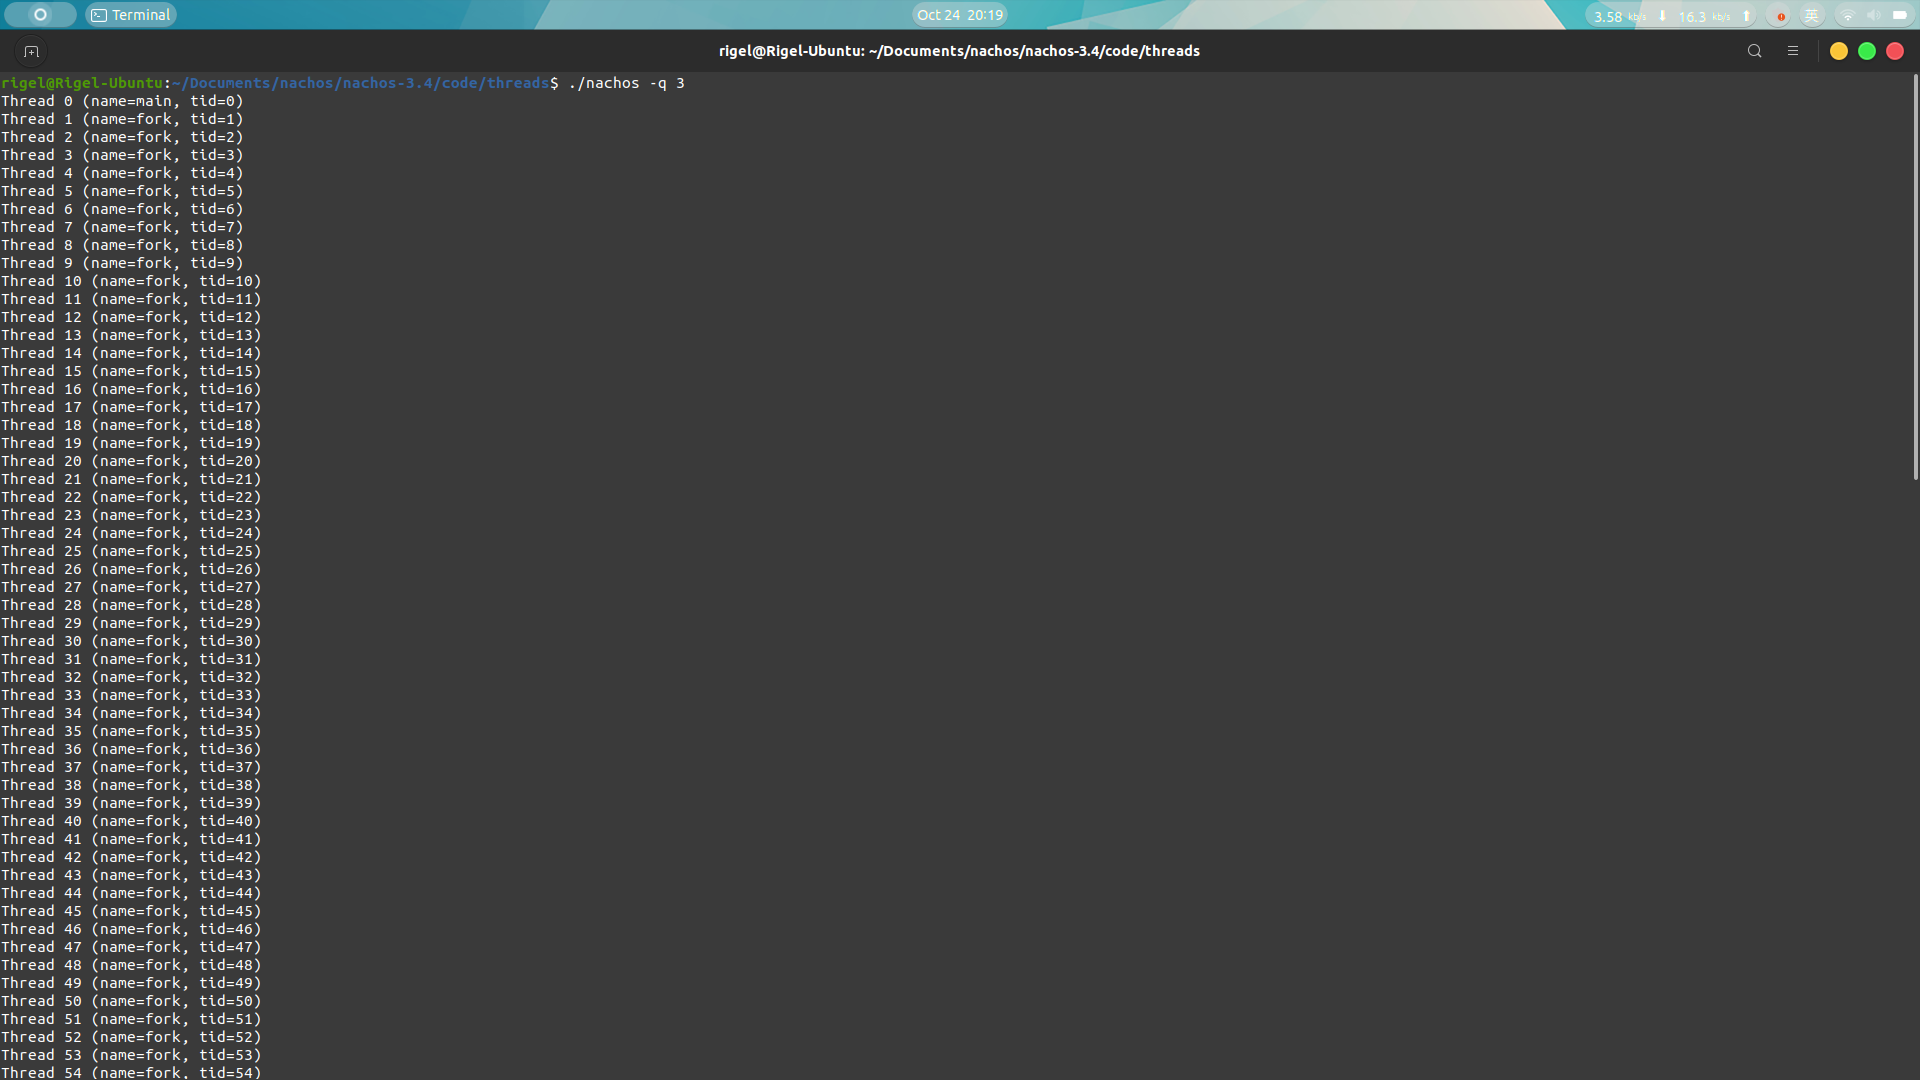 Terminal
Oct 24 20:19
3.58 kb/s ⬇ 16.3 kb/s ⬆ 英
rigel@Rigel-Ubuntu: ~/Documents/nachos/nachos-3.4/code/threads
rigel@Rigel-Ubuntu:~/Documents/nachos/nachos-3.4/code/threads$ ./nachos -q 3
Thread 0 (name=main, tid=0)
Thread 1 (name=fork, tid=1)
Thread 2 (name=fork, tid=2)
Thread 3 (name=fork, tid=3)
Thread 4 (name=fork, tid=4)
Thread 5 (name=fork, tid=5)
Thread 6 (name=fork, tid=6)
Thread 7 (name=fork, tid=7)
Thread 8 (name=fork, tid=8)
Thread 9 (name=fork, tid=9)
Thread 10 (name=fork, tid=10)
Thread 11 (name=fork, tid=11)
Thread 12 (name=fork, tid=12)
Thread 13 (name=fork, tid=13)
Thread 14 (name=fork, tid=14)
Thread 15 (name=fork, tid=15)
Thread 16 (name=fork, tid=16)
Thread 17 (name=fork, tid=17)
Thread 18 (name=fork, tid=18)
Thread 19 (name=fork, tid=19)
Thread 20 (name=fork, tid=20)
Thread 21 (name=fork, tid=21)
Thread 22 (name=fork, tid=22)
Thread 23 (name=fork, tid=23)
Thread 24 (name=fork, tid=24)
Thread 25 (name=fork, tid=25)
Thread 26 (name=fork, tid=26)
Thread 27 (name=fork, tid=27)
Thread 28 (name=fork, tid=28)
Thread 29 (name=fork, tid=29)
Thread 30 (name=fork, tid=30)
Thread 31 (name=fork, tid=31)
Thread 32 (name=fork, tid=32)
Thread 33 (name=fork, tid=33)
Thread 34 (name=fork, tid=34)
Thread 35 (name=fork, tid=35)
Thread 36 (name=fork, tid=36)
Thread 37 (name=fork, tid=37)
Thread 38 (name=fork, tid=38)
Thread 39 (name=fork, tid=39)
Thread 40 (name=fork, tid=40)
Thread 41 (name=fork, tid=41)
Thread 42 (name=fork, tid=42)
Thread 43 (name=fork, tid=43)
Thread 44 (name=fork, tid=44)
Thread 45 (name=fork, tid=45)
Thread 46 (name=fork, tid=46)
Thread 47 (name=fork, tid=47)
Thread 48 (name=fork, tid=48)
Thread 49 (name=fork, tid=49)
Thread 50 (name=fork, tid=50)
Thread 51 (name=fork, tid=51)
Thread 52 (name=fork, tid=52)
Thread 53 (name=fork, tid=53)
Thread 54 (name=fork, tid=54)